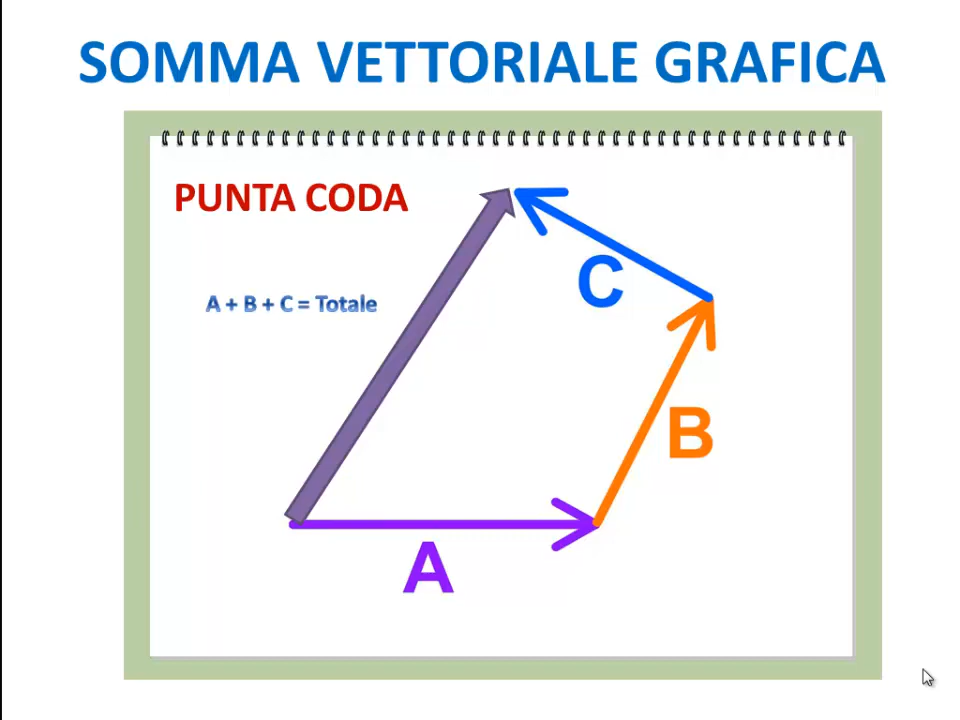 SOMMA VETTORIALE GRAFICA
PUNTA CODA
A + B + C = Totale
C
B
A